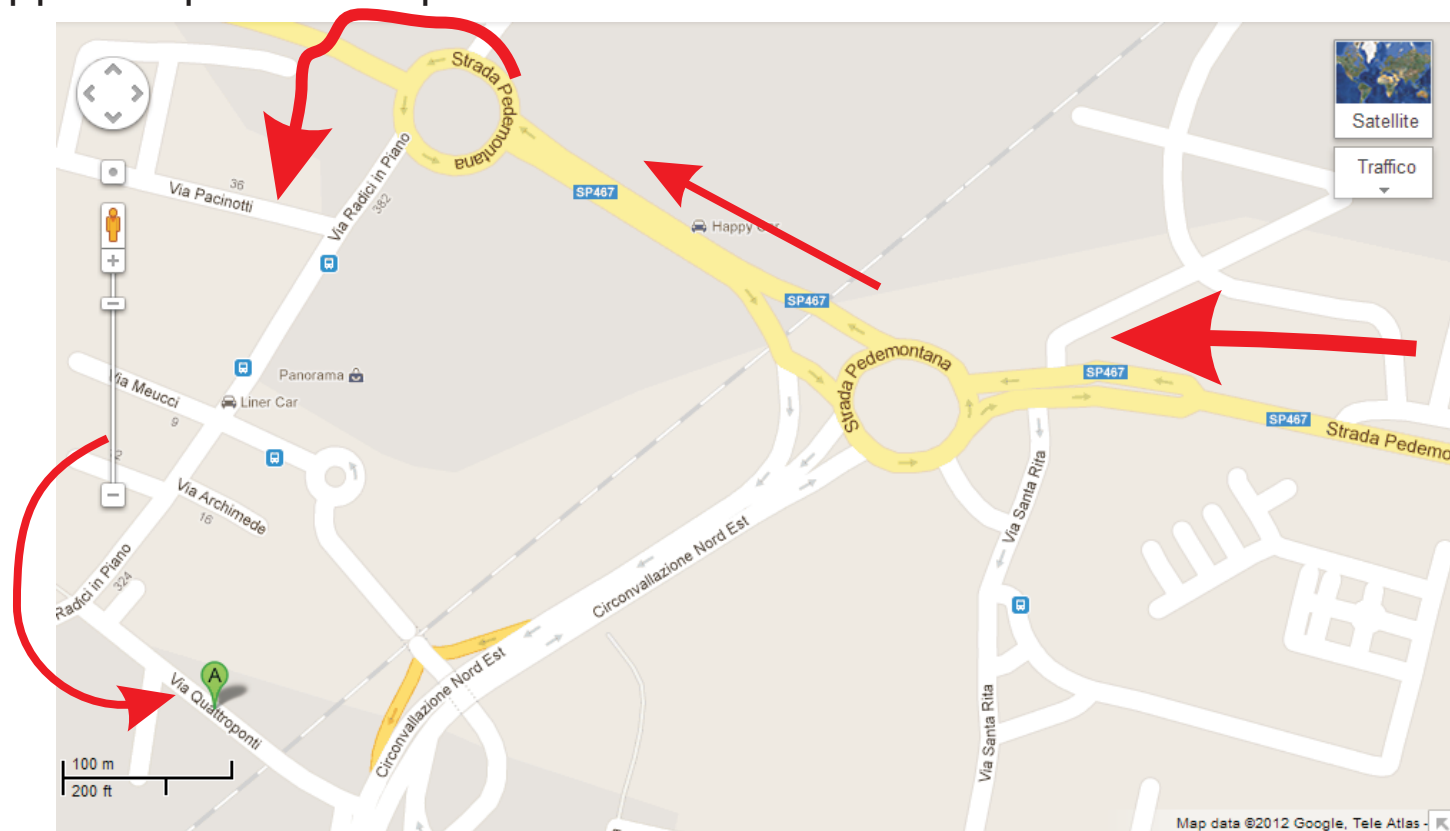 Strada Pedemontana
Satellite
Traffico
36
Via Pacinotti
Via Radici in Piano
382
SP467
Happy Car
SP467
Panorama
Strada Pedemontana
SP467
SP467
Strada Pedemo
Via Meucci
9
Liner Car
2
Via Archimede
16
Via Santa Rita
Circonvallazione Nord Est
Radici in Piano
324
A
Via Quattroponti
Circonvallazione Nord Est
Via Santa Rita
100 m
200 ft
Map data ©2012 Google, Tele Atlas -